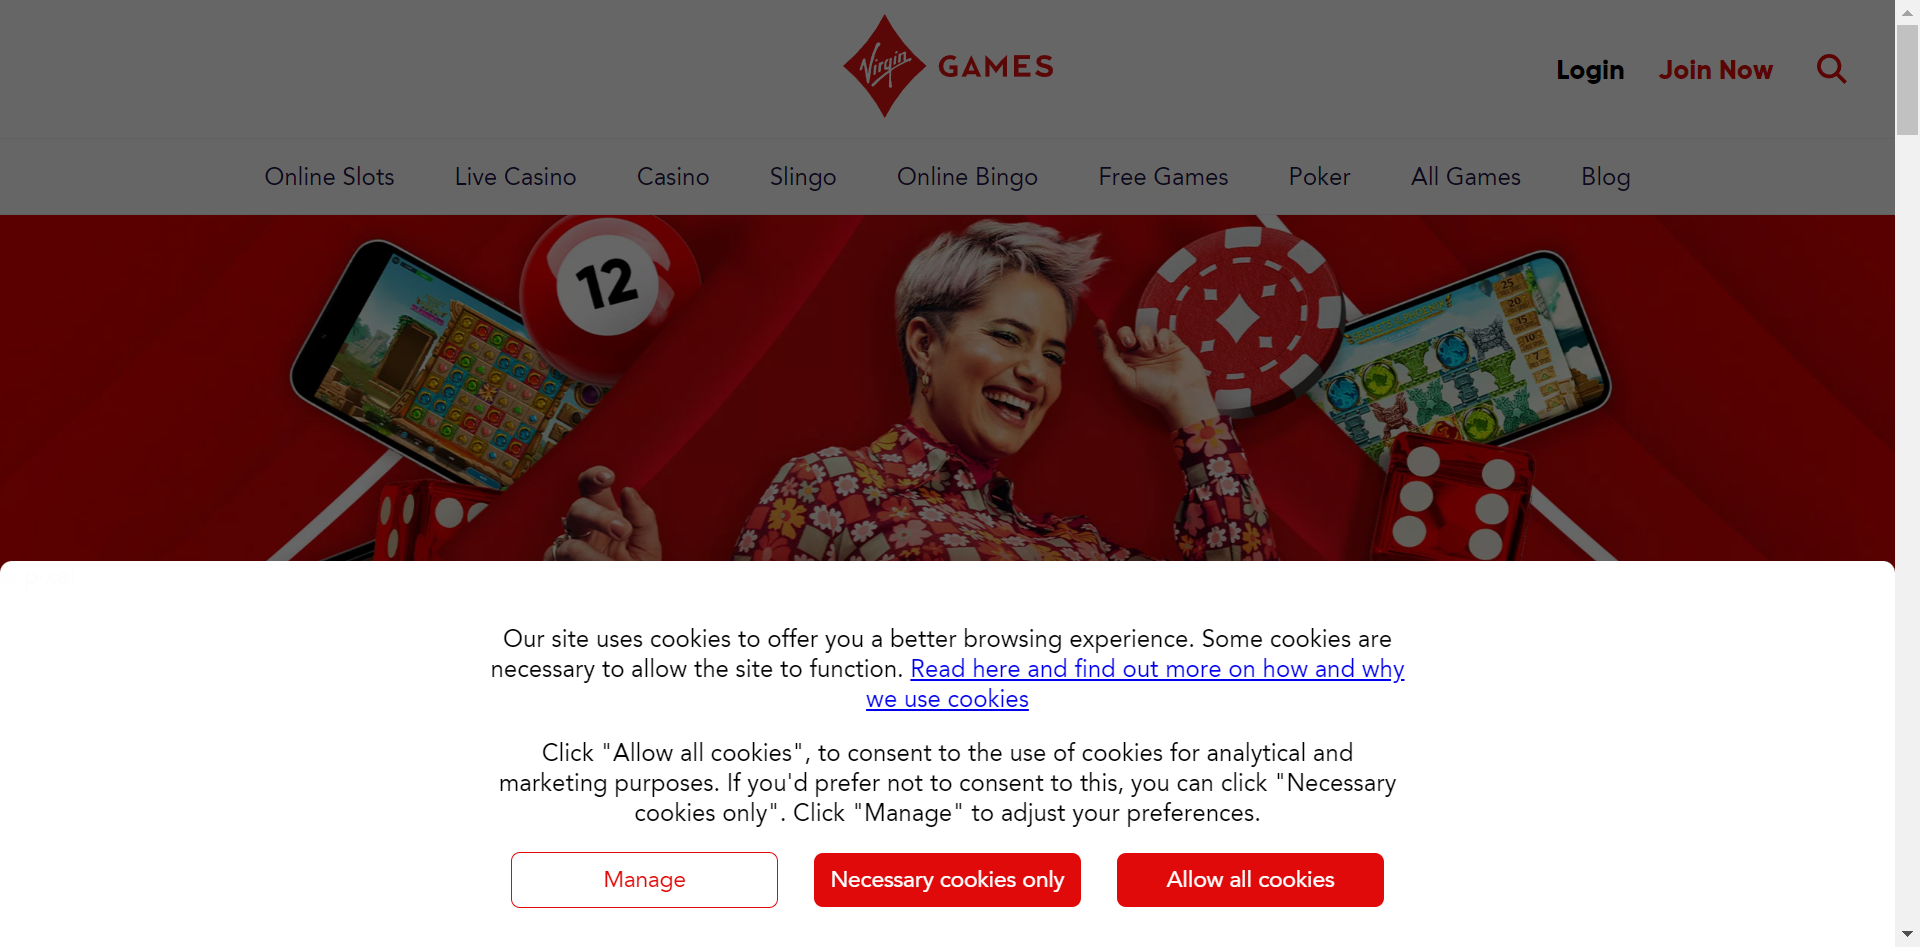 Virgin GAMES
Login
Join Now
Online Slots
Live Casino
Casino
Slingo
Online Bingo
Free Games
Poker
All Games
Blog
12
25
20
15
10
7
Our site uses cookies to offer you a better browsing experience. Some cookies are
necessary to allow the site to function. Read here and find out more on how and why
we use cookies
Click "Allow all cookies", to consent to the use of cookies for analytical and
marketing purposes. If you'd prefer not to consent to this, you can click "Necessary
cookies only". Click "Manage" to adjust your preferences.
Manage
Necessary cookies only
Allow all cookies